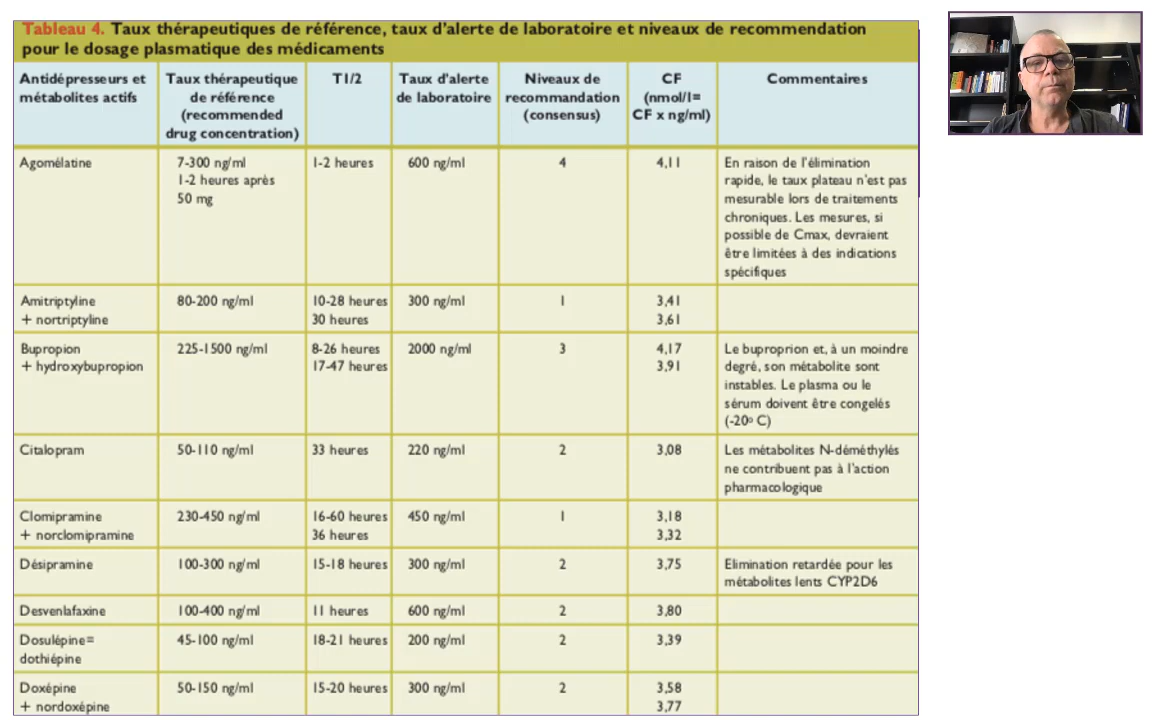 Tableau 4. Taux thérapeutiques de référence, taux d'alerte de laboratoire et niveaux de recommendation
pour le dosage plasmatique des médicaments
Antidépresseurs et
métabolites actifs
Taux thérapeutique
de référence
(recommended
drug concentration)
T1/2
Taux d'alerte
de laboratoire
Niveaux de
recommandation
(consensus)
CF
(nmol/l=
CF x ng/ml)
Commentaires
Agomélatine
7-300 ng/ml
1-2 heures après
50 mg
1-2 heures
600 ng/ml
4
4,11
En raison de l'élimination
rapide, le taux plateau n'est pas
mesurable lors de traitements
chroniques. Les mesures, si
possible de Cmax, devraient
être limitées à des indications
spécifiques
Amitriptyline
+ nortriptyline
80-200 ng/ml
10-28 heures
30 heures
300 ng/ml
1
3,41
3,61
Bupropion
+ hydroxybupropion
225-1500 ng/ml
8-26 heures
17-47 heures
2000 ng/ml
3
4,17
3,91
Le buproprion et, à un moindre
degré, son métabolite sont
instables. Le plasma ou le
sérum doivent être congelés
(-20º C)
Citalopram
50-110 ng/ml
33 heures
220 ng/ml
2
3,08
Les métabolites N-déméthylés
ne contribuent pas à l'action
pharmacologique
Clomipramine
+ norclomipramine
230-450 ng/ml
16-60 heures
36 heures
450 ng/ml
1
3,18
3,32
Désipramine
100-300 ng/ml
15-18 heures
300 ng/ml
2
3,75
Elimination retardée pour les
métabolites lents CYP2D6
Desvenlafaxine
100-400 ng/ml
11 heures
600 ng/ml
2
3,80
Dosulépine=
dothiépine
45-100 ng/ml
18-21 heures
200 ng/ml
2
3,39
Doxépine
+ nordoxépine
50-150 ng/ml
15-20 heures
300 ng/ml
2
3,58
3,77